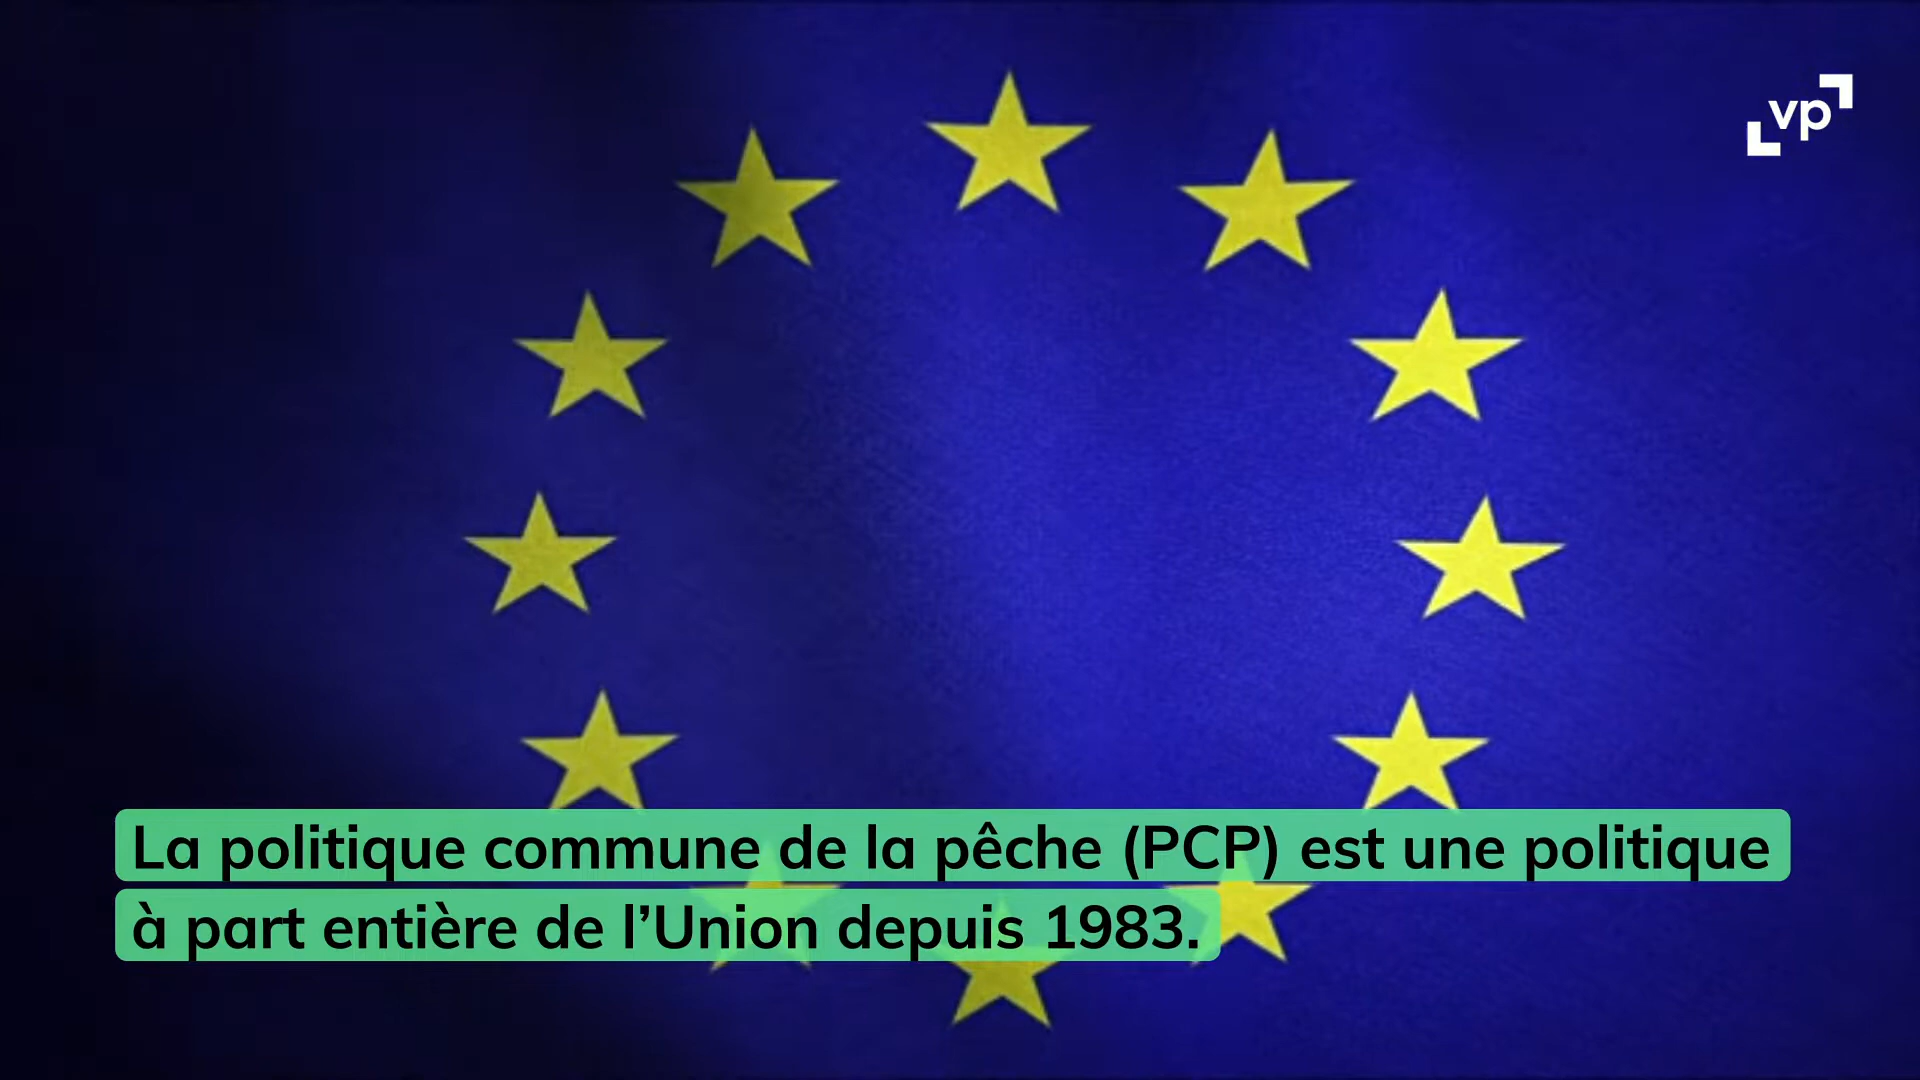 vp
La politique commune de la pêche (PCP) est une politique
à part entière de l’Union depuis 1983.